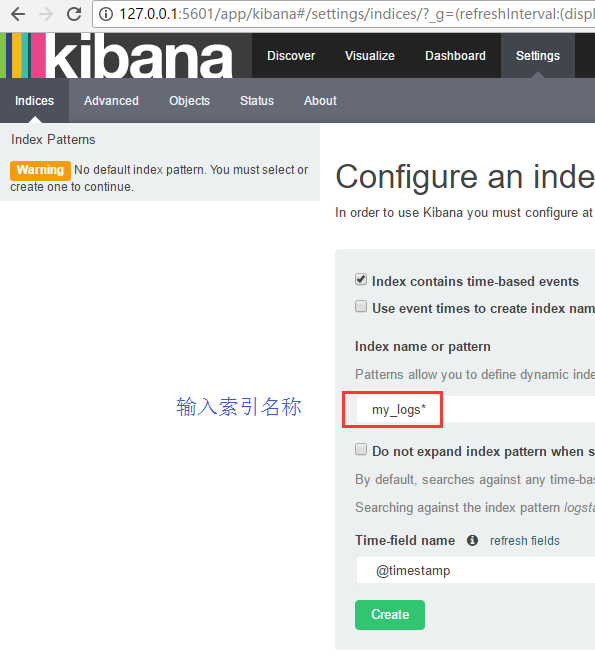 127.0.0.1:5601/app/kibana#/settings/indices/?_g=(refreshInterval:(displ
kibana
Discover Visualize Dashboard Settings
Indices Advanced Objects Status About
Index Patterns
Warning No default index pattern. You must select or
create one to continue.
Configure an inde
In order to use Kibana you must configure at
Index contains time-based events
Use event times to create index nam
Index name or pattern
Patterns allow you to define dynamic inde
输入索引名称
my_logs*
Do not expand index pattern when s
By default, searches against any time-ba
Searching against the index pattern logsta
Time-field name refresh fields
@timestamp
Create